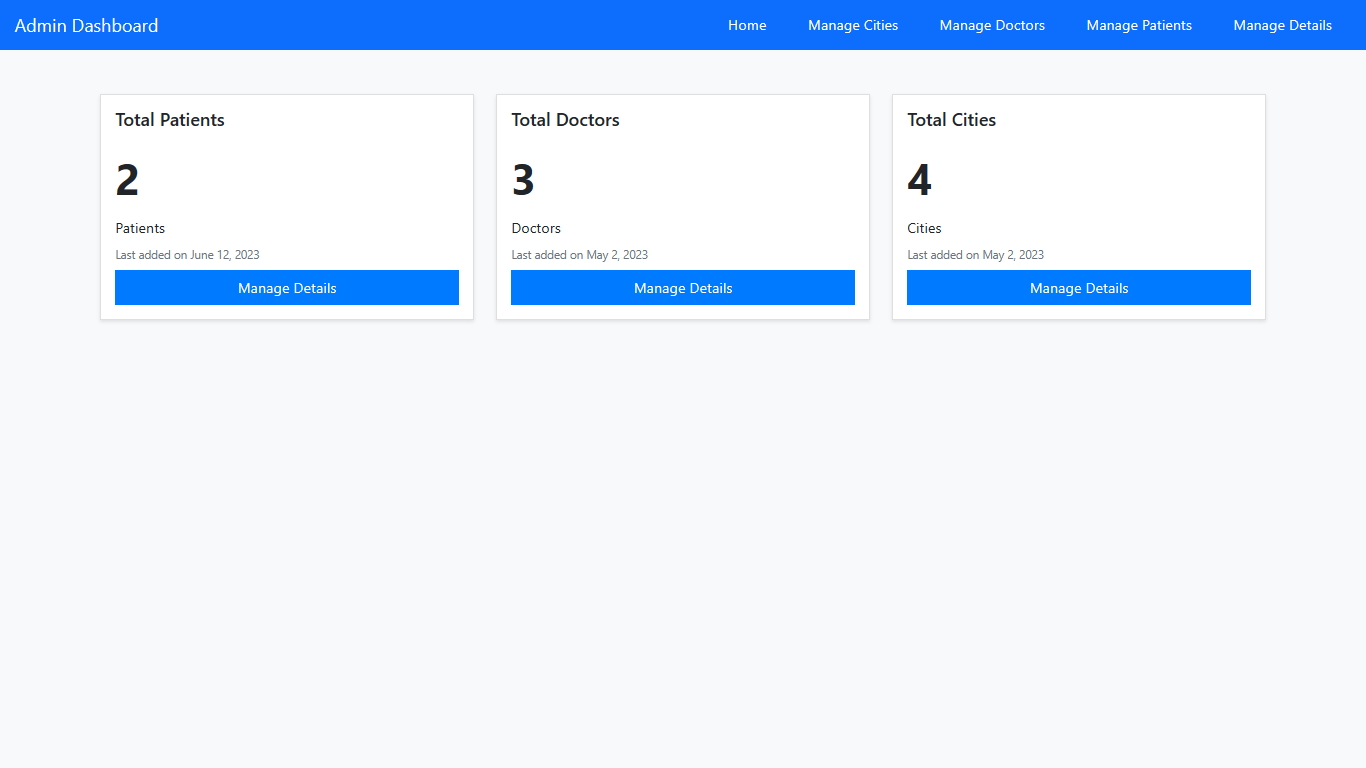 Admin Dashboard
Home
Manage Cities
Manage Doctors
Manage Patients
Manage Details
Total Patients
2
Patients
Last added on June 12, 2023
Manage Details
Total Doctors
3
Doctors
Last added on May 2, 2023
Manage Details
Total Cities
4
Cities
Last added on May 2, 2023
Manage Details